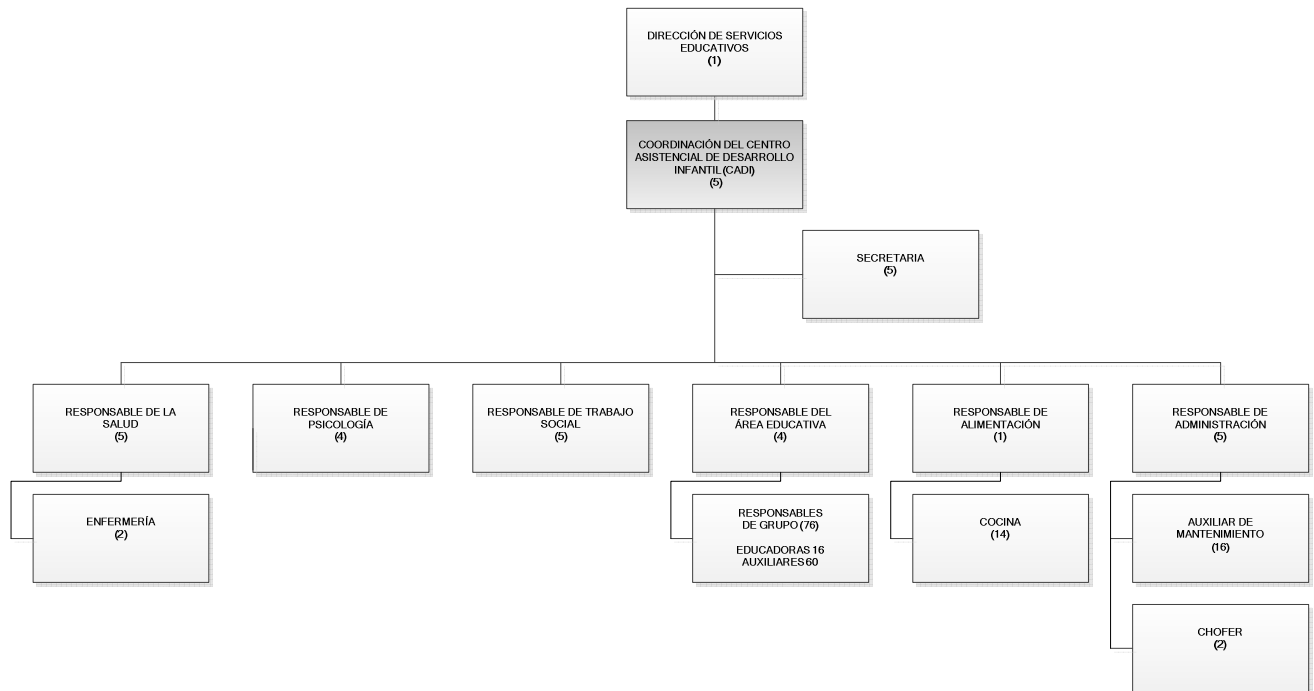 DIRECCIÓN DE SERVICIOS
EDUCATIVOS
(1)
COORDINACIÓN DEL CENTRO
ASISTENCIAL DE DESARROLLO
INFANTIL (CADI)
(5)
SECRETARIA
(5)
RESPONSABLE DE LA
SALUD
(5)
RESPONSABLE DE
PSICOLOGÍA
(4)
RESPONSABLE DE TRABAJO
SOCIAL
(5)
RESPONSABLE DEL
ÁREA EDUCATIVA
(4)
RESPONSABLE DE
ALIMENTACIÓN
(1)
RESPONSABLE DE
ADMINISTRACIÓN
(5)
ENFERMERÍA
(2)
RESPONSABLES
DE GRUPO (76)
EDUCADORAS 16
AUXILIARES 60
COCINA
(14)
AUXILIAR DE
MANTENIMIENTO
(16)
CHOFER
(2)